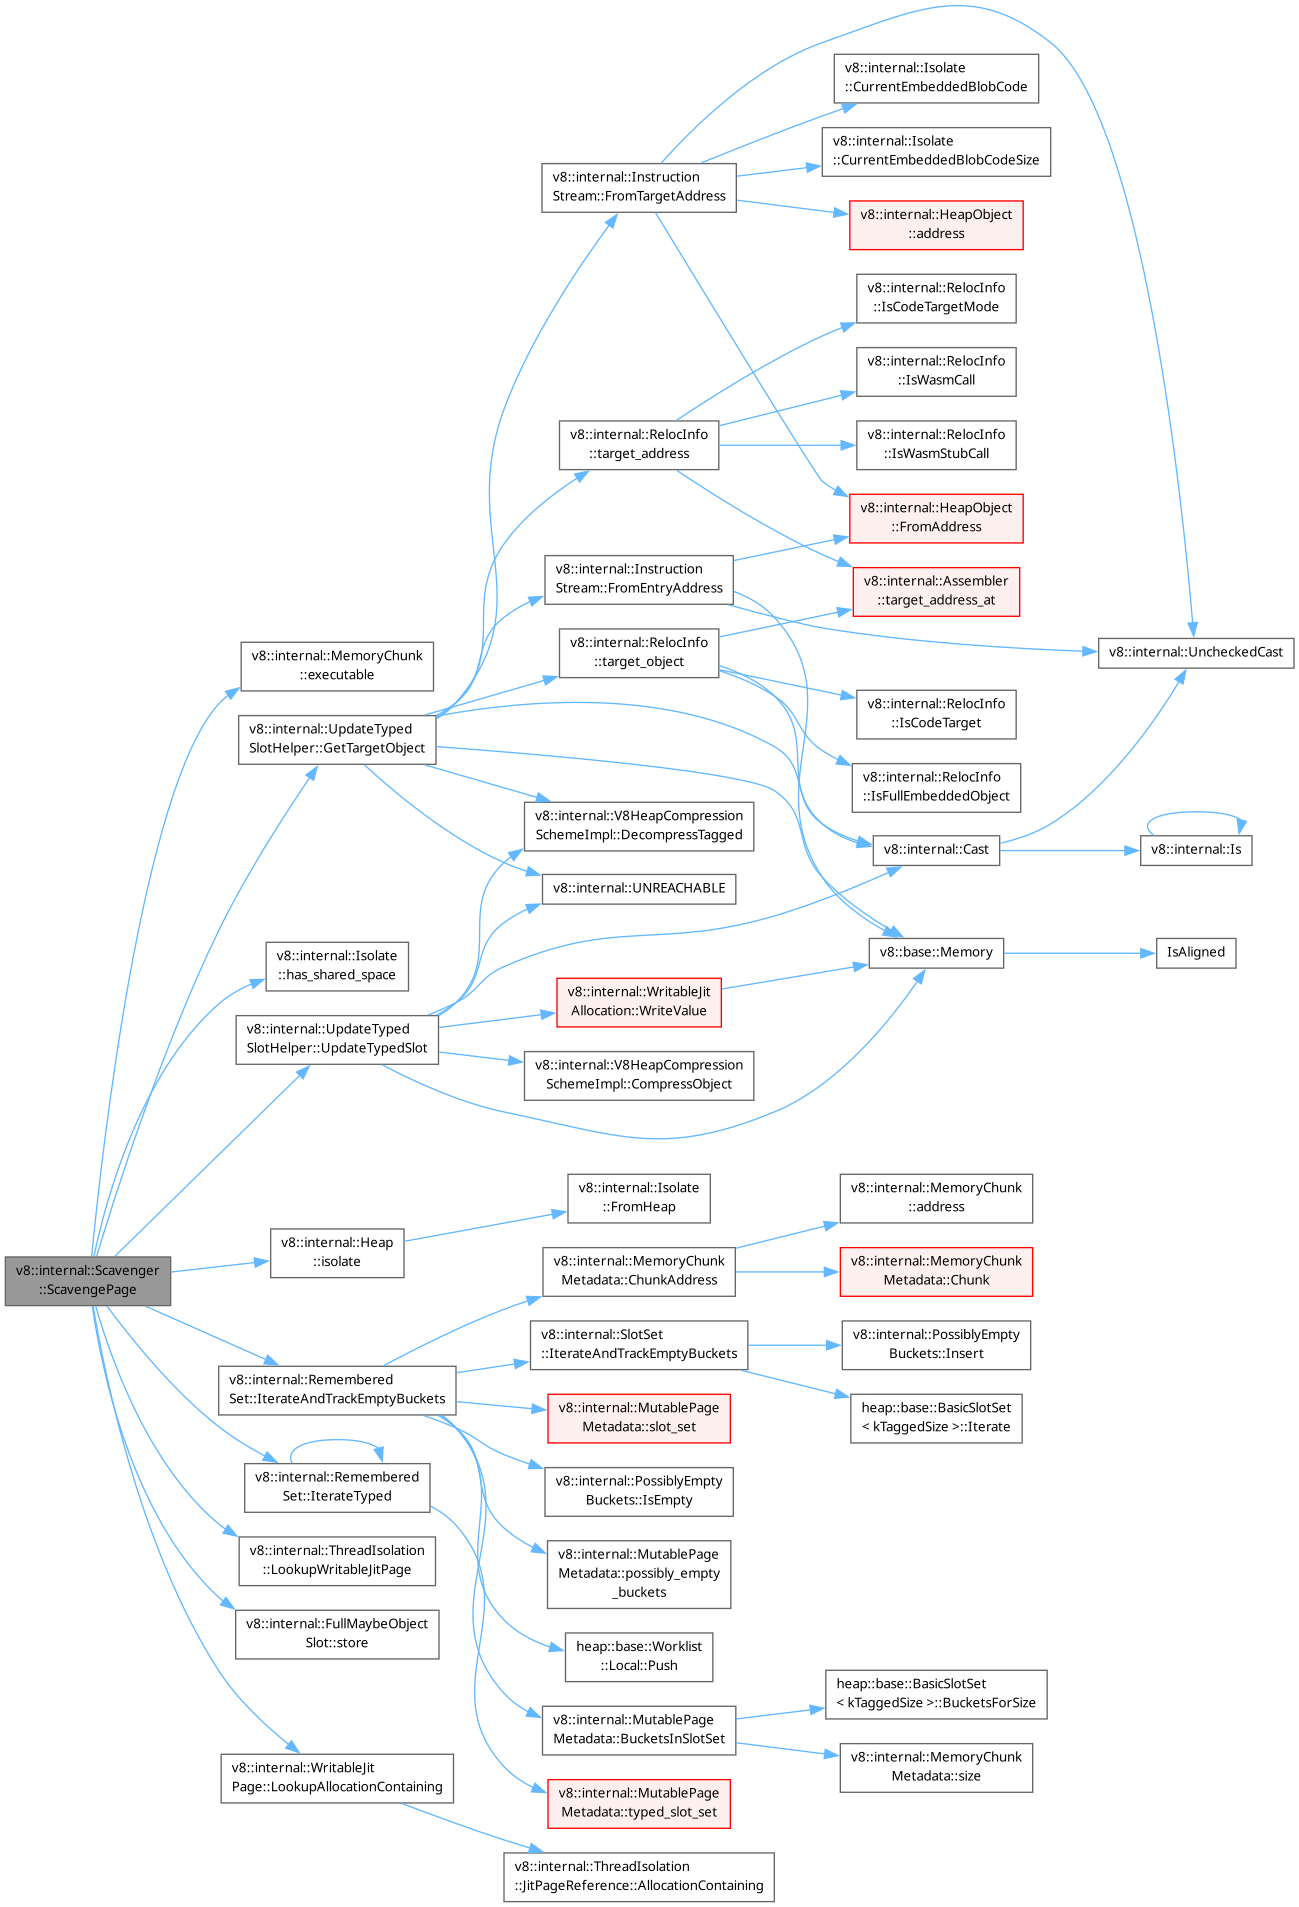 v8::internal::Scavenger
::ScavengePage
v8::internal::MemoryChunk
::executable
v8::internal::UpdateTyped
SlotHelper::GetTargetObject
v8::internal::Isolate
::has_shared_space
v8::internal::UpdateTyped
SlotHelper::UpdateTypedSlot
v8::internal::Heap
::isolate
v8::internal::Remembered
Set::IterateAndTrackEmptyBuckets
v8::internal::Remembered
Set::IterateTyped
v8::internal::ThreadIsolation
::LookupWritableJitPage
v8::internal::FullMaybeObject
Slot::store
v8::internal::WritableJit
Page::LookupAllocationContaining
v8::internal::Instruction
Stream::FromTargetAddress
v8::internal::RelocInfo
::target_address
v8::internal::Instruction
Stream::FromEntryAddress
v8::internal::RelocInfo
::target_object
v8::internal::V8HeapCompression
SchemeImpl::DecompressTagged
v8::internal::UNREACHABLE
v8::internal::WritableJit
Allocation::WriteValue
v8::internal::V8HeapCompression
SchemeImpl::CompressObject
v8::internal::Isolate
::FromHeap
v8::internal::MemoryChunk
Metadata::ChunkAddress
v8::internal::SlotSet
::IterateAndTrackEmptyBuckets
v8::internal::MutablePage
Metadata::slot_set
v8::internal::PossiblyEmpty
Buckets::IsEmpty
v8::internal::MutablePage
Metadata::possibly_empty
_buckets
heap::base::Worklist
::Local::Push
v8::internal::MutablePage
Metadata::BucketsInSlotSet
v8::internal::MutablePage
Metadata::typed_slot_set
v8::internal::ThreadIsolation
::JitPageReference::AllocationContaining
v8::internal::Isolate
::CurrentEmbeddedBlobCode
v8::internal::Isolate
::CurrentEmbeddedBlobCodeSize
v8::internal::HeapObject
::address
v8::internal::RelocInfo
::IsCodeTargetMode
v8::internal::RelocInfo
::IsWasmCall
v8::internal::RelocInfo
::IsWasmStubCall
v8::internal::HeapObject
::FromAddress
v8::internal::Assembler
::target_address_at
v8::internal::RelocInfo
::IsCodeTarget
v8::internal::RelocInfo
::IsFullEmbeddedObject
v8::internal::Cast
v8::base::Memory
v8::internal::MemoryChunk
::address
v8::internal::MemoryChunk
Metadata::Chunk
v8::internal::PossiblyEmpty
Buckets::Insert
heap::base::BasicSlotSet
< kTaggedSize >::Iterate
heap::base::BasicSlotSet
< kTaggedSize >::BucketsForSize
v8::internal::MemoryChunk
Metadata::size
v8::internal::UncheckedCast
v8::internal::Is
IsAligned